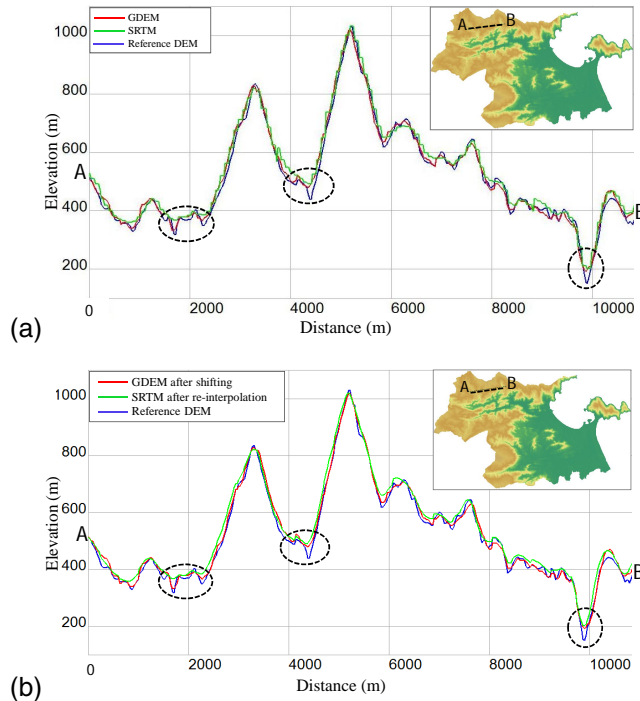 GDEM
SRTM
Reference DEM
A
B
1000
800
600
400
200
Elevation (m)
A
B
0
2000
4000
6000
8000
10000
Distance (m)
(a)
GDEM after shifting
SRTM after re-interpolation
Reference DEM
A
B
1000
800
600
400
200
Elevation (m)
A
B
0
2000
4000
6000
8000
10000
Distance (m)
(b)